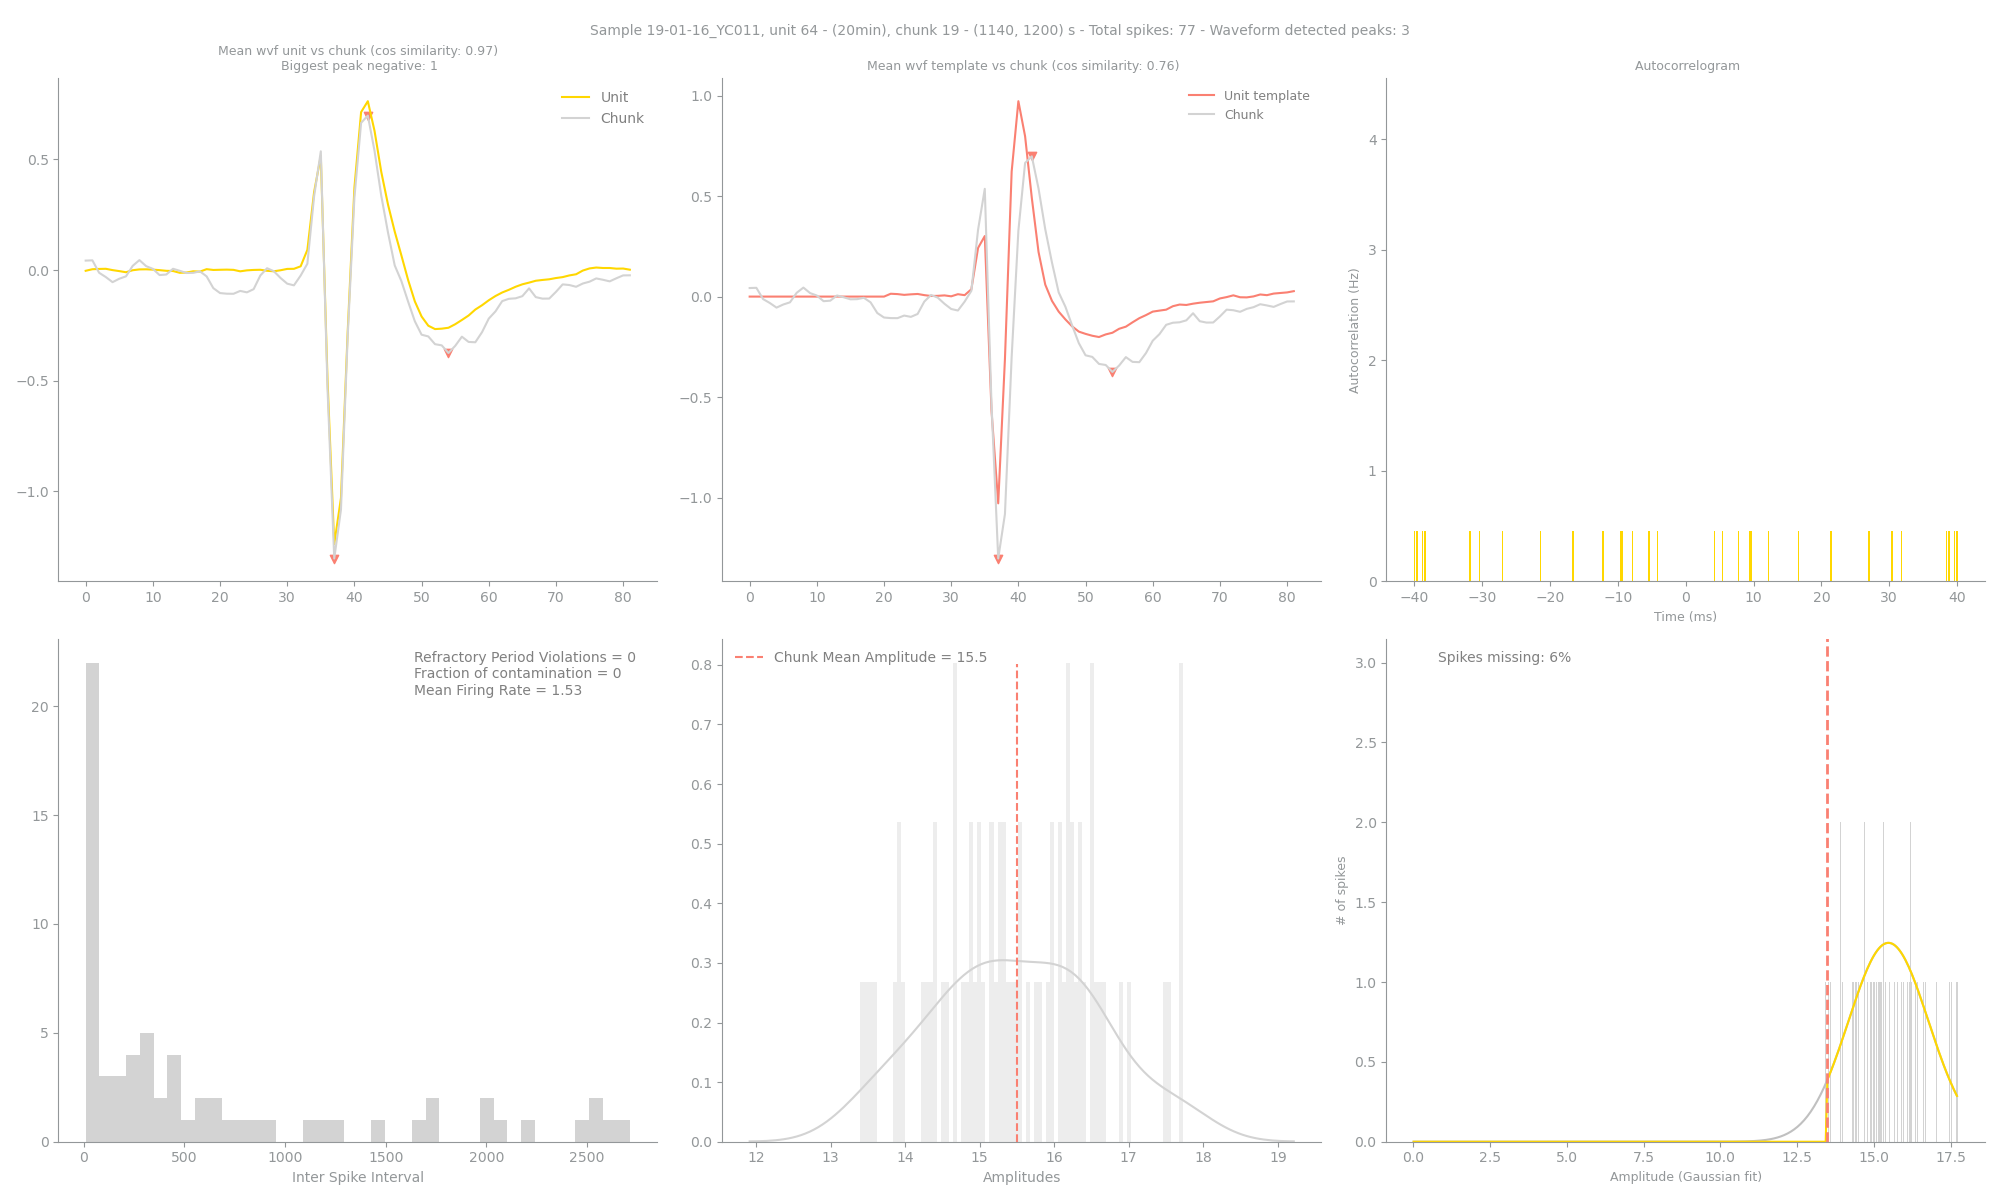 Sample 19-01-16_YC011, unit 64 - (20min), chunk 19 - (1140, 1200) s - Total spikes: 77 - Waveform detected peaks: 3
Mean wvf unit vs chunk (cos similarity: 0.97)
Biggest peak negative: 1
Unit
Chunk
0.5
0.0
−0.5
−1.0
0 10 20 30 40 50 60 70 80
Mean wvf template vs chunk (cos similarity: 0.76)
Unit template
Chunk
1.0
0.5
0.0
−0.5
−1.0
0 10 20 30 40 50 60 70 80
Autocorrelogram
Autocorrelation (Hz)
4
3
2
1
0
−40 −30 −20 −10 0 10 20 30 40
Time (ms)
Refractory Period Violations = 0
Fraction of contamination = 0
Mean Firing Rate = 1.53
20
15
10
5
0
0 500 1000 1500 2000 2500
Inter Spike Interval
Chunk Mean Amplitude = 15.5
0.8
0.7
0.6
0.5
0.4
0.3
0.2
0.1
0.0
12 13 14 15 16 17 18 19
Amplitudes
Spikes missing: 6%
# of spikes
3.0
2.5
2.0
1.5
1.0
0.5
0.0
0.0 2.5 5.0 7.5 10.0 12.5 15.0 17.5
Amplitude (Gaussian fit)